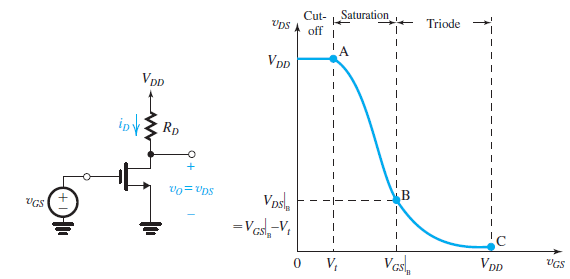 V_DD
i_D
R_D
+
v_O = v_DS
−
v_GS
+
−
v_DS
Cut-off
Saturation
Triode
V_DD
A
V_DS|_B
= V_GS|_B − V_t
B
C
0
V_t
V_GS|_B
V_DD
v_GS